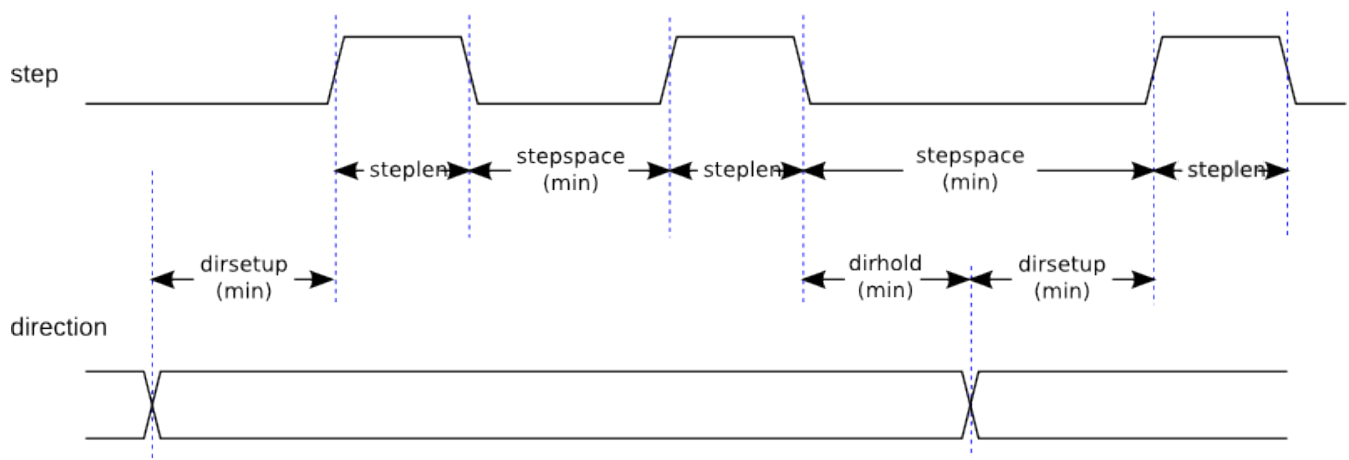 step
steplen
stepspace
(min)
steplen
stepspace
(min)
steplen
dirsetup
(min)
dirhold
(min)
dirsetup
(min)
direction